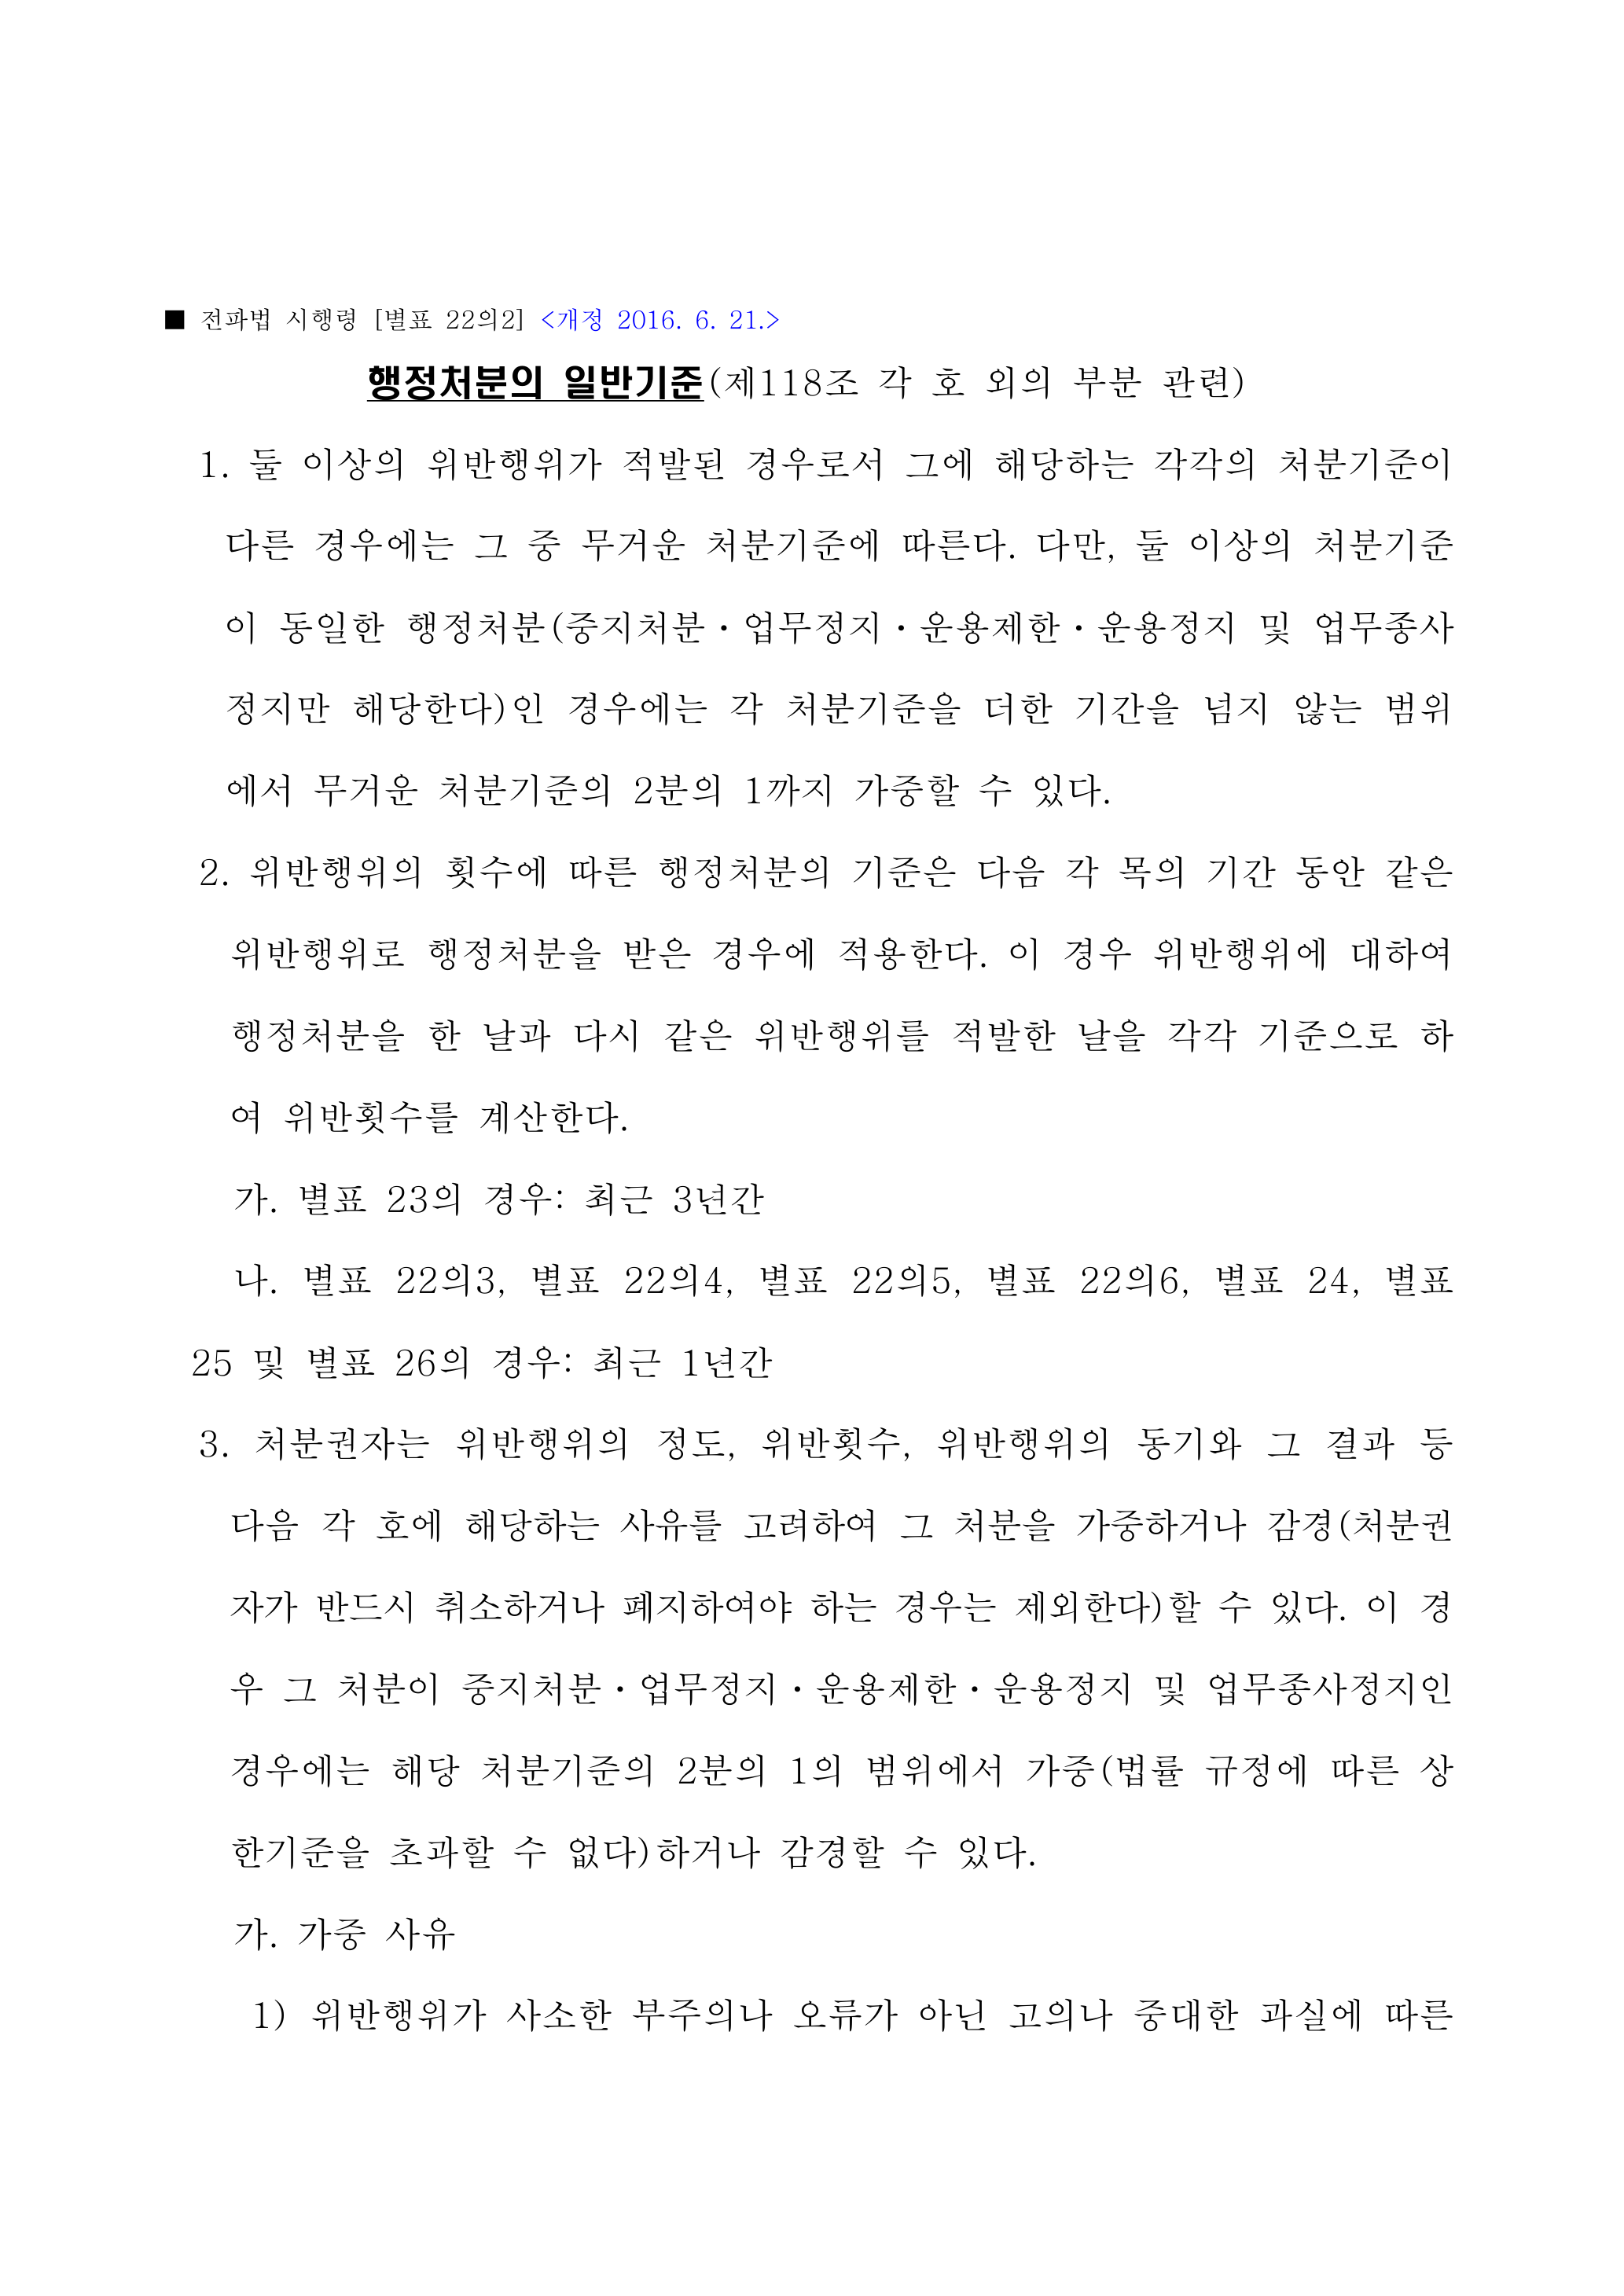 ■ 전파법 시행령 [별표 22의2] <개정 2016. 6. 21.>
행정처분의 일반기준(제118조 각 호 외의 부분 관련)
1. 둘 이상의 위반행위가 적발된 경우로서 그에 해당하는 각각의 처분기준이
다른 경우에는 그 중 무거운 처분기준에 따른다. 다만, 둘 이상의 처분기준
이 동일한 행정처분(중지처분·업무정지·운용제한·운용정지 및 업무종사
정지만 해당한다)인 경우에는 각 처분기준을 더한 기간을 넘지 않는 범위
에서 무거운 처분기준의 2분의 1까지 가중할 수 있다.
2. 위반행위의 횟수에 따른 행정처분의 기준은 다음 각 목의 기간 동안 같은
위반행위로 행정처분을 받은 경우에 적용한다. 이 경우 위반행위에 대하여
행정처분을 한 날과 다시 같은 위반행위를 적발한 날을 각각 기준으로 하
여 위반횟수를 계산한다.
가. 별표 23의 경우: 최근 3년간
나. 별표 22의3, 별표 22의4, 별표 22의5, 별표 22의6, 별표 24, 별표
25 및 별표 26의 경우: 최근 1년간
3. 처분권자는 위반행위의 정도, 위반횟수, 위반행위의 동기와 그 결과 등
다음 각 호에 해당하는 사유를 고려하여 그 처분을 가중하거나 감경(처분권
자가 반드시 취소하거나 폐지하여야 하는 경우는 제외한다)할 수 있다. 이 경
우 그 처분이 중지처분·업무정지·운용제한·운용정지 및 업무종사정지인
경우에는 해당 처분기준의 2분의 1의 범위에서 가중(법률 규정에 따른 상
한기준을 초과할 수 없다)하거나 감경할 수 있다.
가. 가중 사유
1) 위반행위가 사소한 부주의나 오류가 아닌 고의나 중대한 과실에 따른